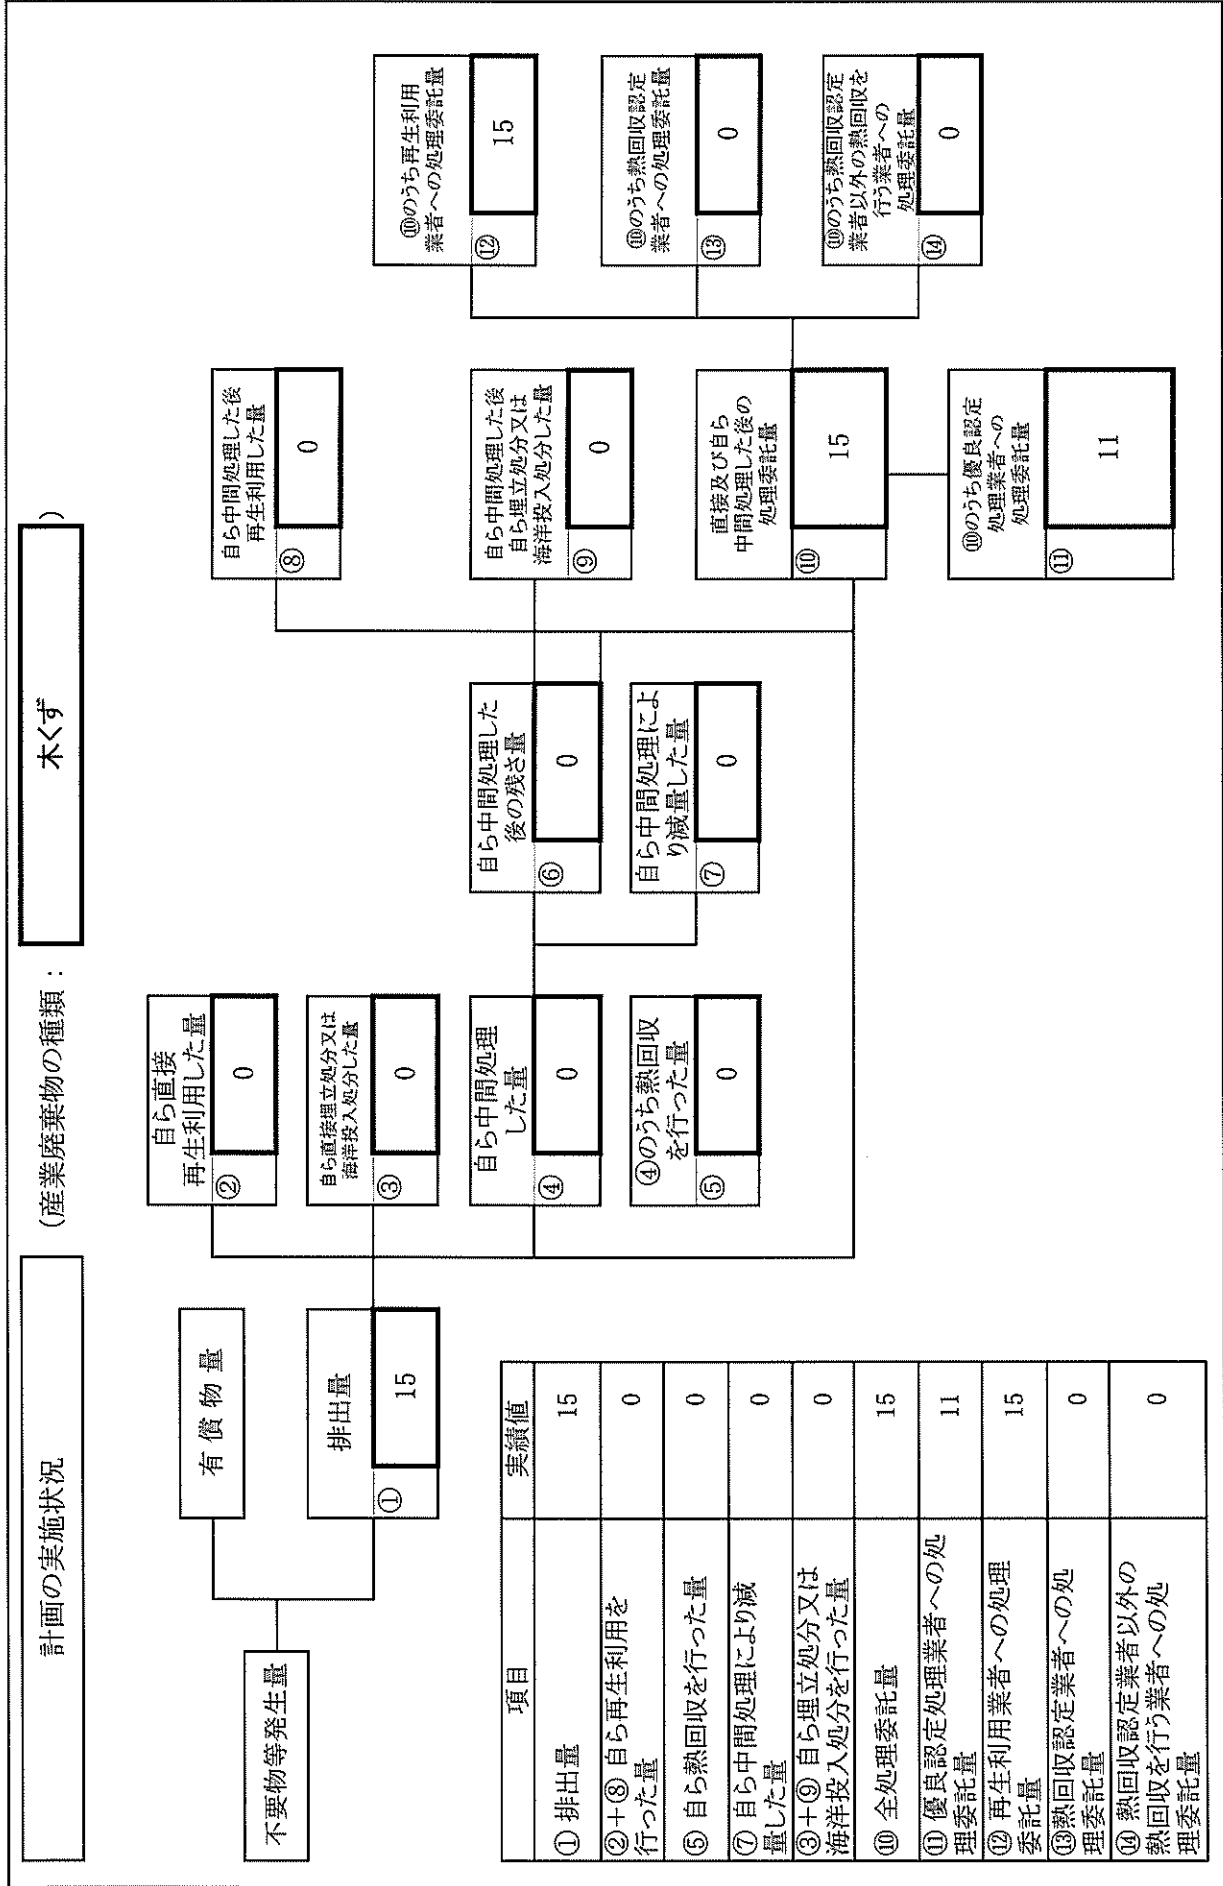 計画の実施状況
(産業廃棄物の種類：
木くず
)
不要物等発生量
有償物量
排出量
①
15
自ら直接
再生利用した量
②
0
自ら直接埋立処分又は
海洋投入処分した量
③
0
自ら中間処理
した量
④
0
④のうち熱回収
を行った量
⑤
0
自ら中間処理した
後の残さ量
⑥
0
自ら中間処理によ
り減量した量
⑦
0
自ら中間処理した後
再生利用した量
⑧
0
自ら中間処理した後
自ら埋立処分又は
海洋投入処分した量
⑨
0
直接及び自ら
中間処理した後の
処理委託量
⑩
15
⑩のうち優良認定
処理業者への
処理委託量
⑪
11
⑩のうち再生利用
業者への処理委託量
⑫
15
⑩のうち熱回収認定
業者への処理委託量
⑬
0
⑩のうち熱回収認定
業者以外の熱回収を
行う業者への
処理委託量
⑭
0
項目 実績値
①排出量 15
②+⑧自ら再生利用を
行った量 0
⑤自ら熱回収を行った量 0
⑦自ら中間処理により減
量した量 0
③+⑨自ら埋立処分又は
海洋投入処分を行った量 0
⑩全処理委託量 15
⑪優良認定処理業者への処
理委託量 11
⑫再生利用業者への処理
委託量 15
⑬熱回収認定業者への処
理委託量 0
⑭熱回収認定業者以外の
熱回収を行う業者への処
理委託量 0